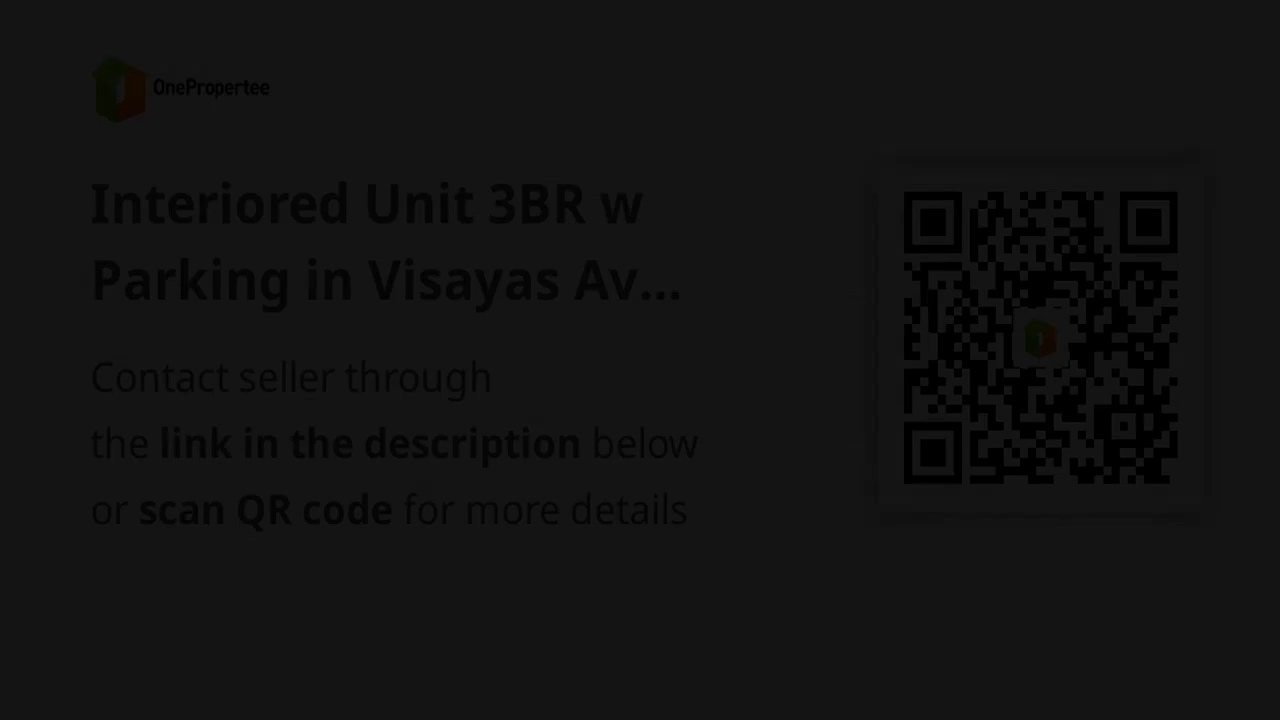 OnePropertee
Interiored Unit 3BR w
Parking in Visayas Av...
Contact seller through
the link in the description below
or scan QR code for more details